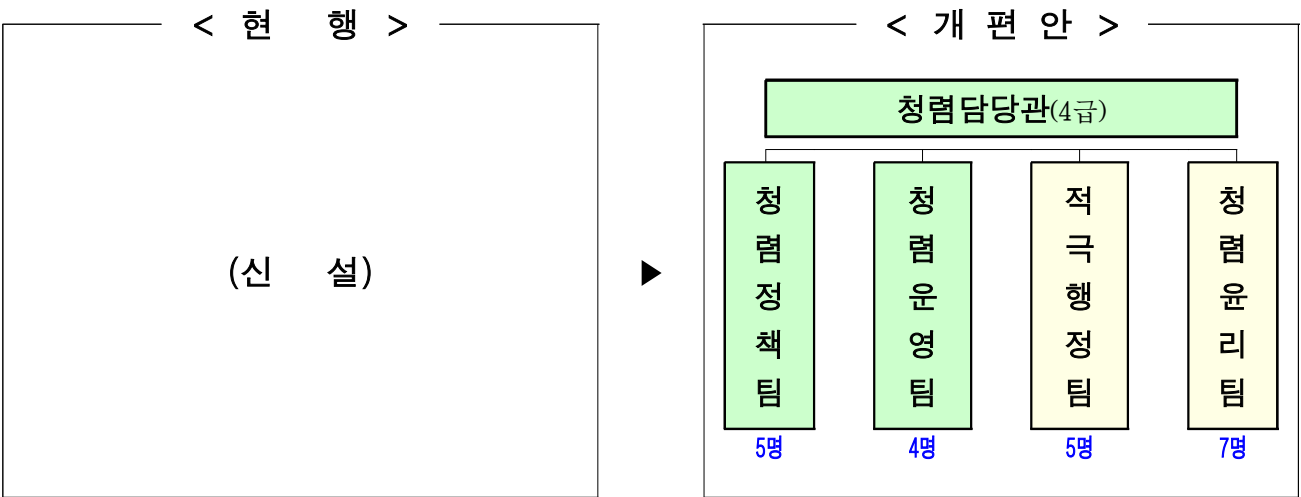 < 현 행 >
(신 설)
▶
< 개 편 안 >
청렴담당관(4급)
청렴정책팀
5명
청렴운영팀
4명
적극행정팀
5명
청렴윤리팀
7명